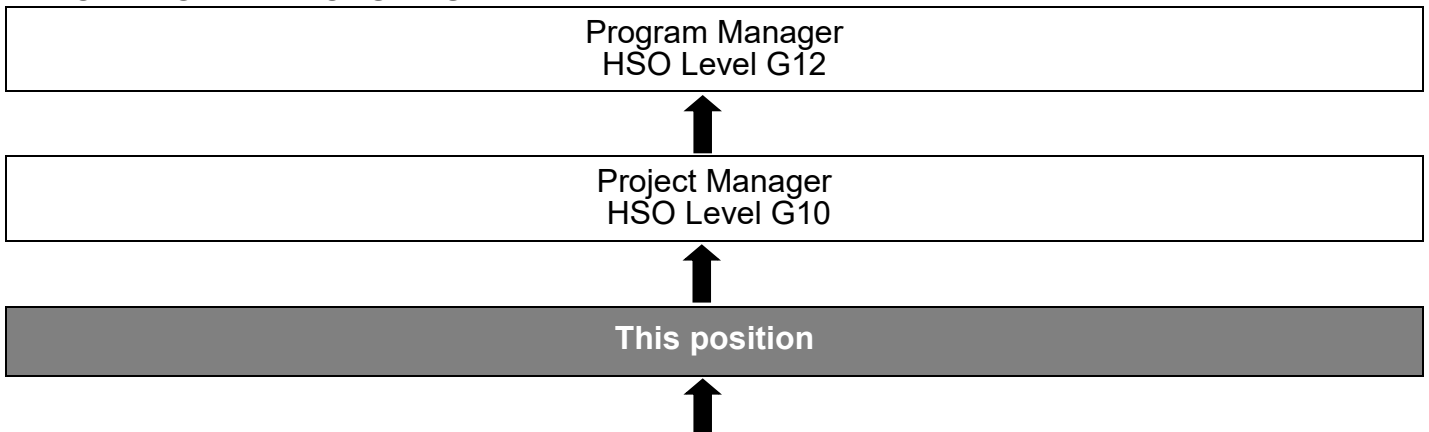 Program Manager
HSO Level G12
Project Manager
HSO Level G10
This position